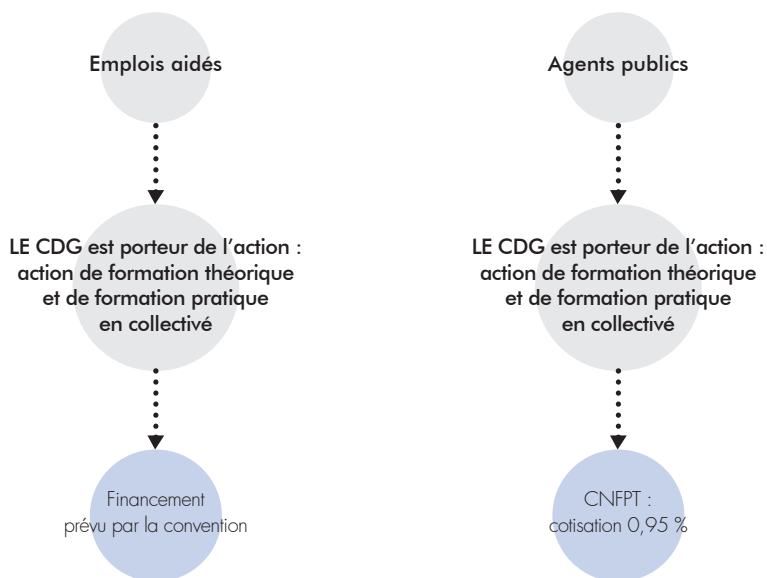 Emplois aidés
LE CDG est porteur de l'action :
action de formation théorique
et de formation pratique
en collectivé
Financement
prévu par la convention
Agents publics
LE CDG est porteur de l'action :
action de formation théorique
et de formation pratique
en collectivé
CNFPT :
cotisation 0,95 %